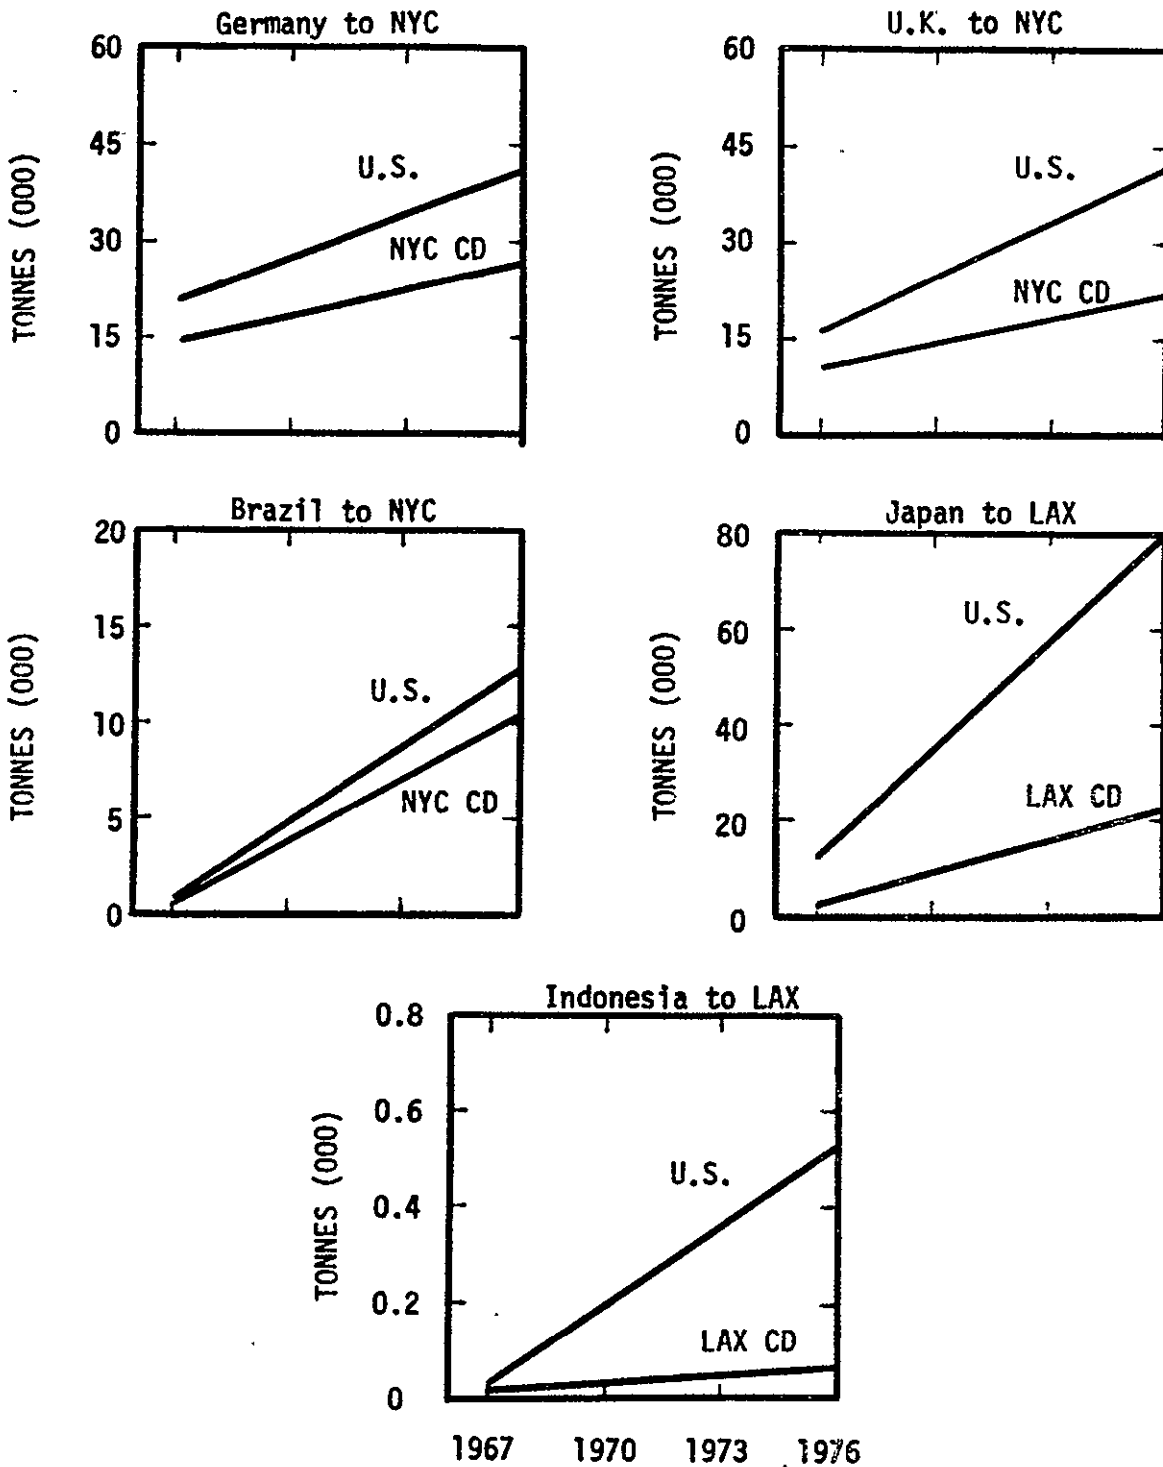 Germany to NYC
60
45
30
15
0
TONNES (000)
U.S.
NYC CD
U.K. to NYC
60
45
30
15
0
TONNES (000)
U.S.
NYC CD
Brazil to NYC
20
15
10
5
0
TONNES (000)
U.S.
NYC CD
Japan to LAX
80
60
40
20
0
TONNES (000)
U.S.
LAX CD
Indonesia to LAX
0.8
0.6
0.4
0.2
0
TONNES (000)
U.S.
LAX CD
1967 1970 1973 1976